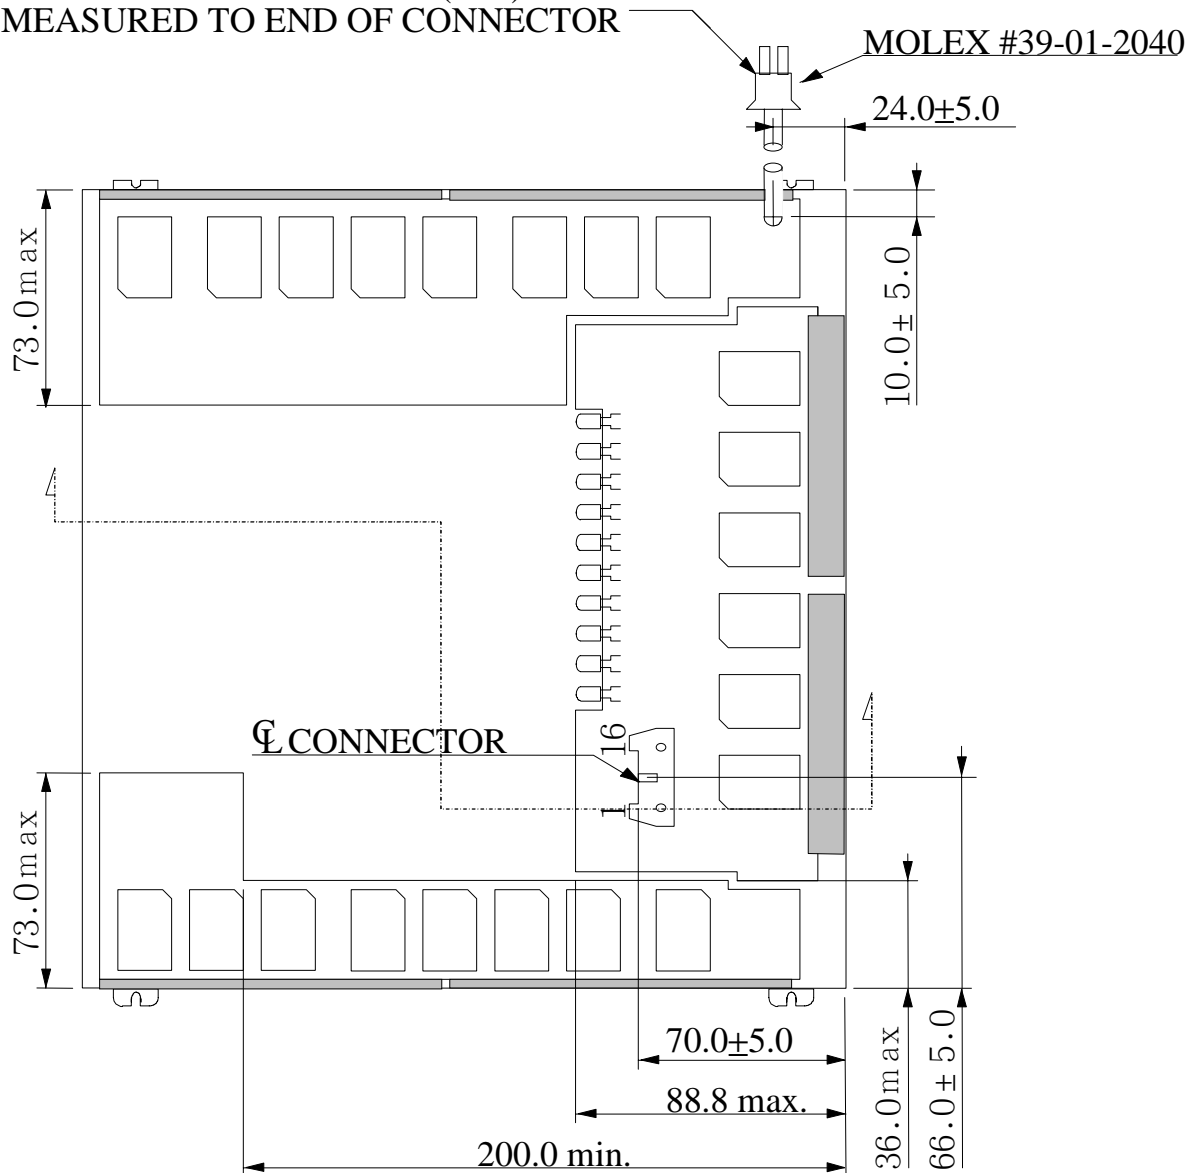 MEASURED TO END OF CONNECTOR
MOLEX #39-01-2040
24.0±5.0
73.0max
10.0±5.0
℄ CONNECTOR
16
1
73.0max
70.0±5.0
88.8 max.
200.0 min.
36.0max
66.0±5.0